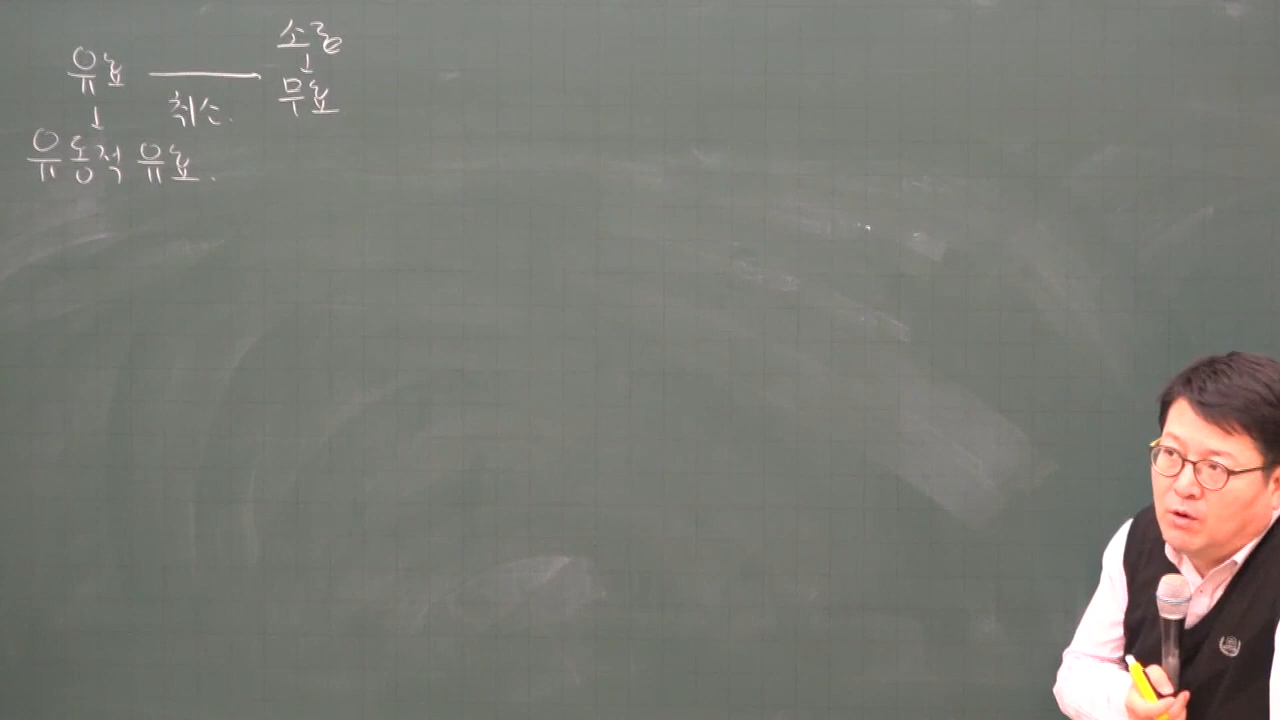 소급
↓
유효 ── 무효
취소.
↓
유동적 유효.